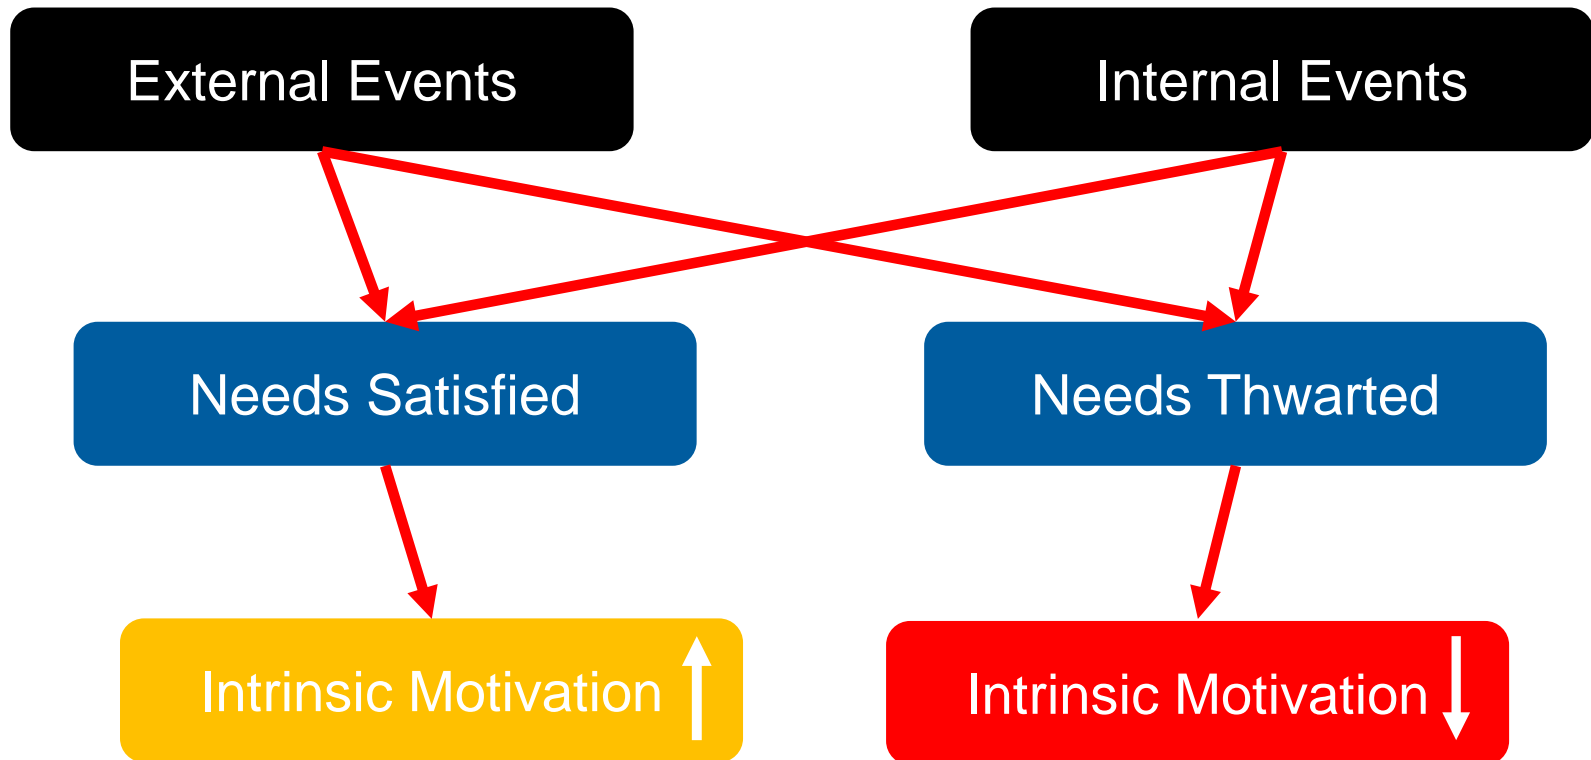 External Events
Internal Events
Needs Satisfied
Needs Thwarted
Intrinsic Motivation
Intrinsic Motivation